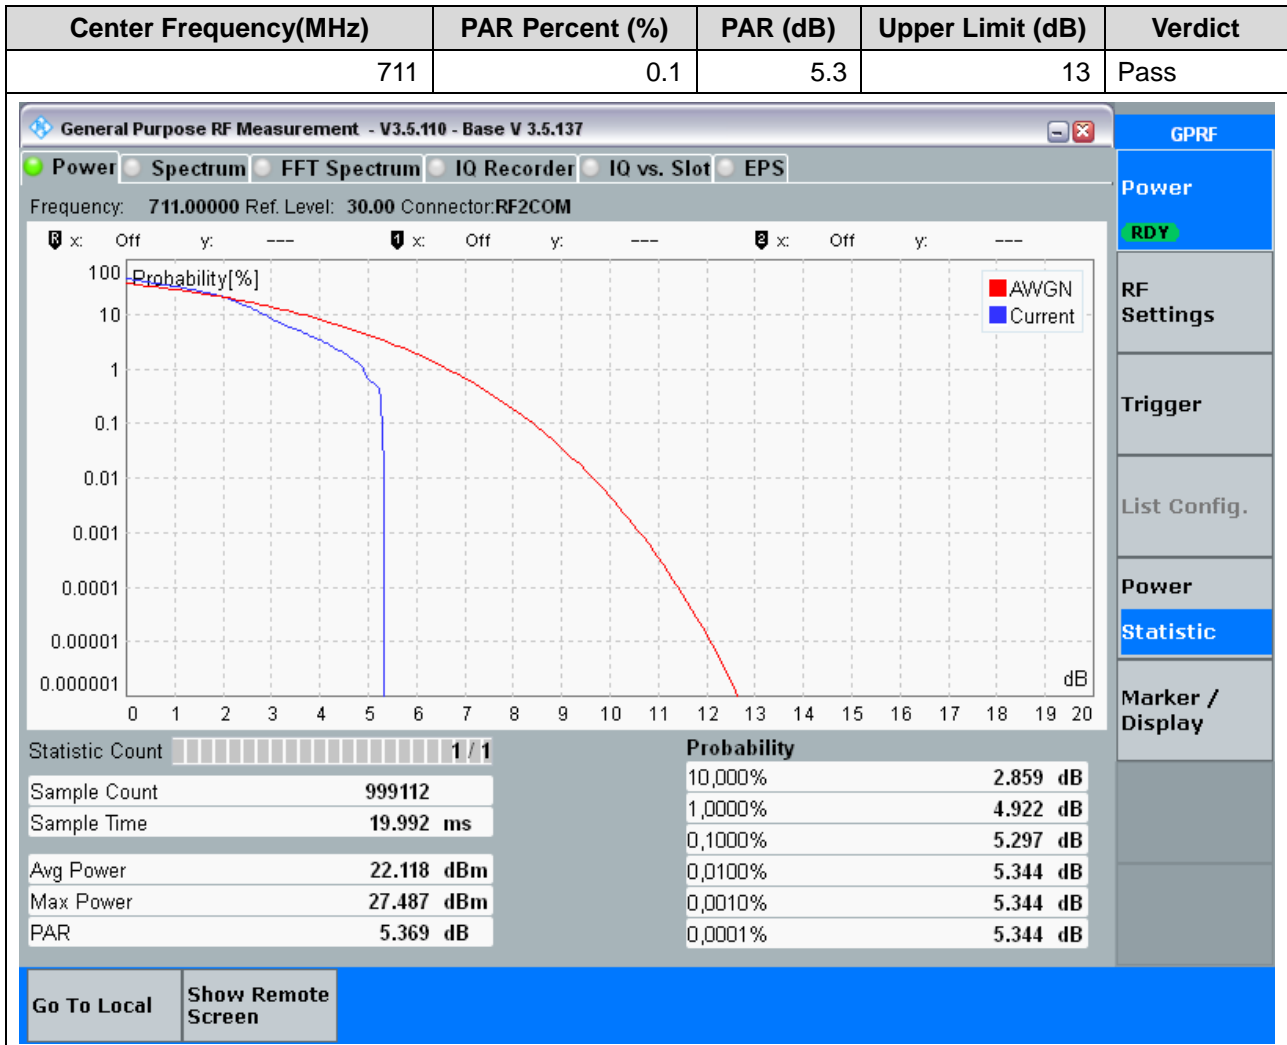 Center Frequency(MHz) PAR Percent (%) PAR (dB) Upper Limit (dB) Verdict
711 0.1 5.3 13 Pass
General Purpose RF Measurement - V3.5.110 - Base V 3.5.137
GPRF
Power Spectrum FFT Spectrum IQ Recorder IQ vs. Slot EPS
Frequency: 711.00000 Ref. Level: 30.00 Connector:RF2COM
R x: Off y: --- 1 x: Off y: --- 2 x: Off y: ---
Probability[%]
AWGN
Current
100
10
1
0.1
0.01
0.001
0.0001
0.00001
0.000001
dB
0 1 2 3 4 5 6 7 8 9 10 11 12 13 14 15 16 17 18 19 20
Statistic Count 1 / 1
Sample Count 999112
Sample Time 19.992 ms
Avg Power 22.118 dBm
Max Power 27.487 dBm
PAR 5.369 dB
Probability
10,000% 2.859 dB
1,0000% 4.922 dB
0,1000% 5.297 dB
0,0100% 5.344 dB
0,0010% 5.344 dB
0,0001% 5.344 dB
Power
RDY
RF
Settings
Trigger
List Config.
Power
Statistic
Marker /
Display
Go To Local
Show Remote
Screen